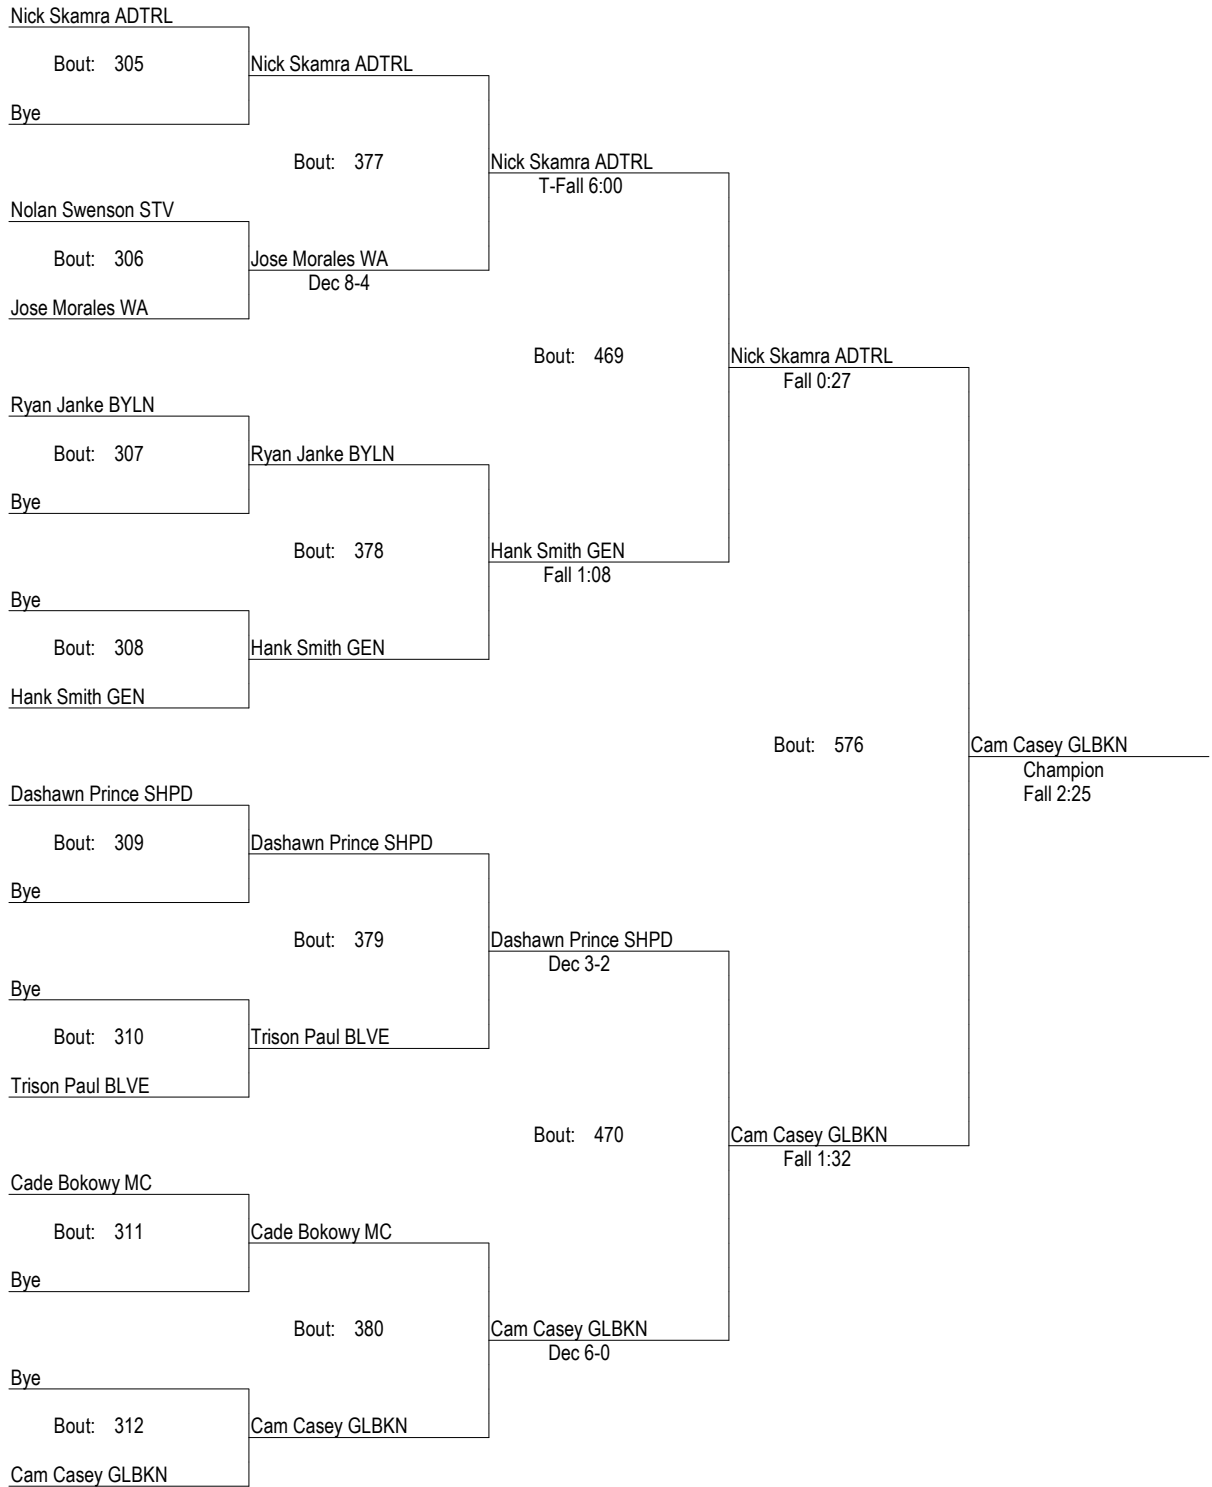 Nick Skamra ADTRL
Bout: 305 Nick Skamra ADTRL
Bye
Bout: 377 Nick Skamra ADTRL
T-Fall 6:00
Nolan Swenson STV
Bout: 306 Jose Morales WA
Dec 8-4
Jose Morales WA
Bout: 469 Nick Skamra ADTRL
Fall 0:27
Ryan Janke BYLN
Bout: 307 Ryan Janke BYLN
Bye
Bout: 378 Hank Smith GEN
Fall 1:08
Bye
Bout: 308 Hank Smith GEN
Hank Smith GEN
Bout: 576 Cam Casey GLBKN
Champion
Fall 2:25
Dashawn Prince SHPD
Bout: 309 Dashawn Prince SHPD
Bye
Bout: 379 Dashawn Prince SHPD
Dec 3-2
Bye
Bout: 310 Trison Paul BLVE
Trison Paul BLVE
Bout: 470 Cam Casey GLBKN
Fall 1:32
Cade Bokowy MC
Bout: 311 Cade Bokowy MC
Bye
Bout: 380 Cam Casey GLBKN
Dec 6-0
Bye
Bout: 312 Cam Casey GLBKN
Cam Casey GLBKN